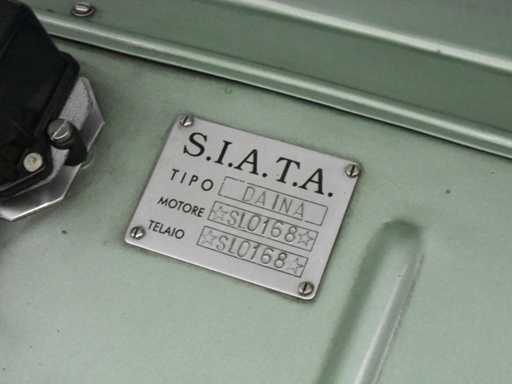 S.I.A.T.A.
TIPO DAINA
MOTORE ☆SL0168☆
TELAIO ☆SL0168☆